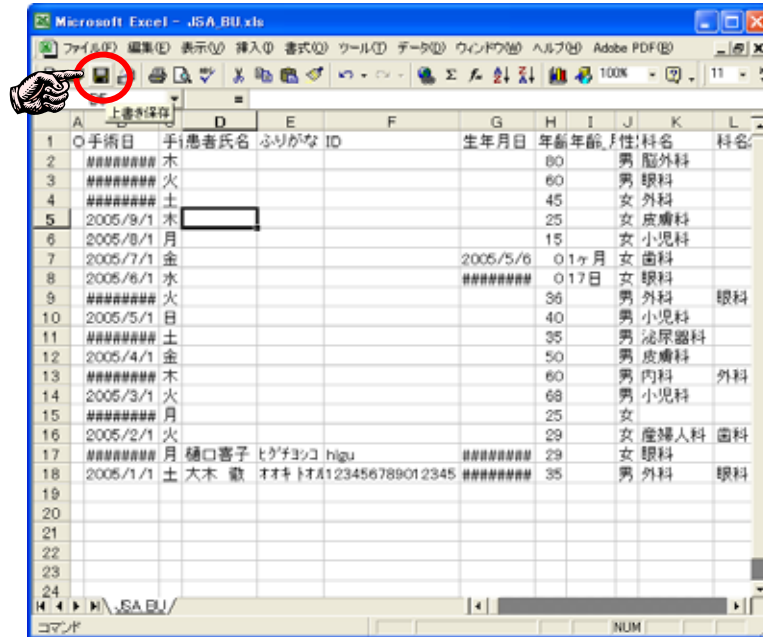 Microsoft Excel - JSA_BU.xls
ファイル(F) 編集(E) 表示(V) 挿入(I) 書式(O) ツール(T) データ(D) ウィンドウ(W) ヘルプ(H) Adobe PDF(B)
100% 11
上書き保存 =
A D E F G H I J K L
1 O 手術日 手術 患者氏名 ふりがな ID 生年月日 年齢 年齢_月 性 科名 科名
2 ######## 木 80 男 脳外科
3 ######## 火 60 男 眼科
4 ######## 土 45 女 外科
5 2005/9/1 木 25 女 皮膚科
6 2005/8/1 月 15 女 小児科
7 2005/7/1 金 2005/5/6 0 1ヶ月 女 歯科
8 2005/6/1 水 ######## 0 17日 女 眼科
9 ######## 火 36 男 外科 眼科
10 2005/5/1 日 40 男 小児科
11 ######## 土 35 男 泌尿器科
12 2005/4/1 金 50 男 皮膚科
13 ######## 木 60 男 内科 外科
14 2005/3/1 火 68 男 小児科
15 ######## 月 25 女
16 2005/2/1 火 29 女 産婦人科 歯科
17 ######## 月 樋口喜子 ヒグチヨシコ higu ######## 29 女 眼科
18 2005/1/1 土 大木 徹 オオキ トオル 123456789012345 ######## 35 男 外科 眼科
19
20
21
22
23
24
JSA_BU
コマンド NUM